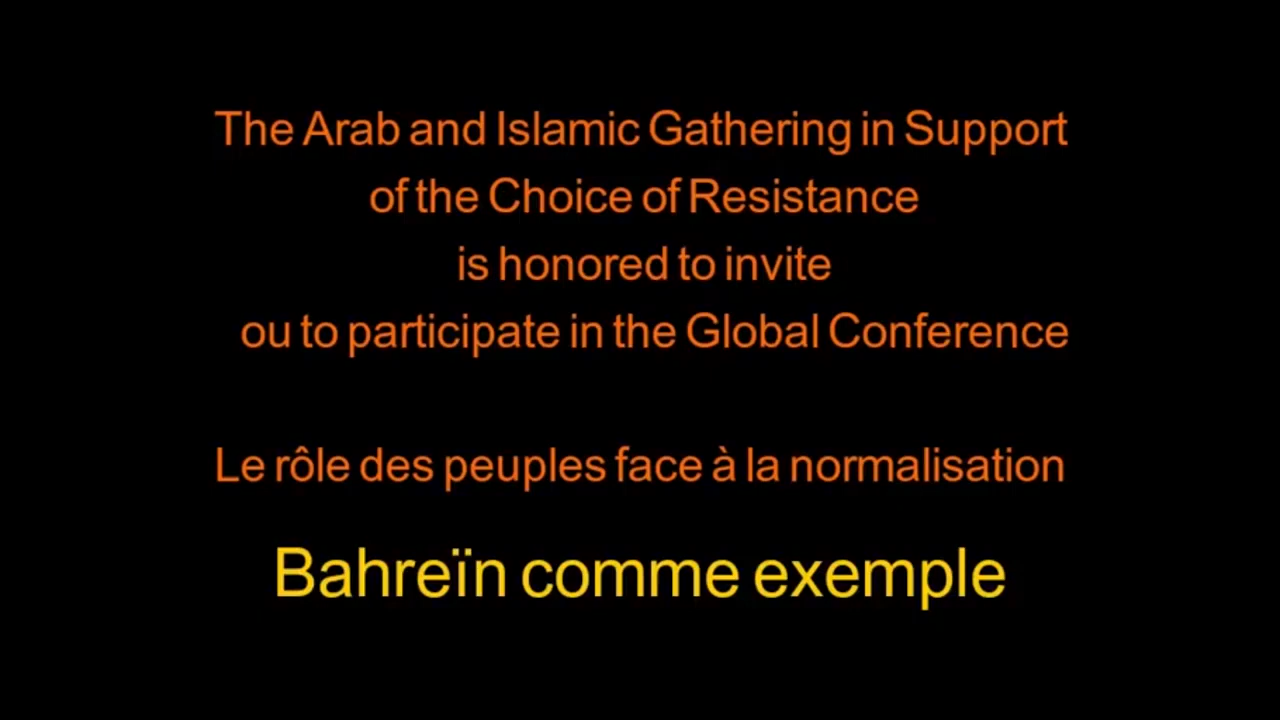 The Arab and Islamic Gathering in Support
of the Choice of Resistance
is honored to invite
ou to participate in the Global Conference
Le rôle des peuples face à la normalisation
Bahreïn comme exemple